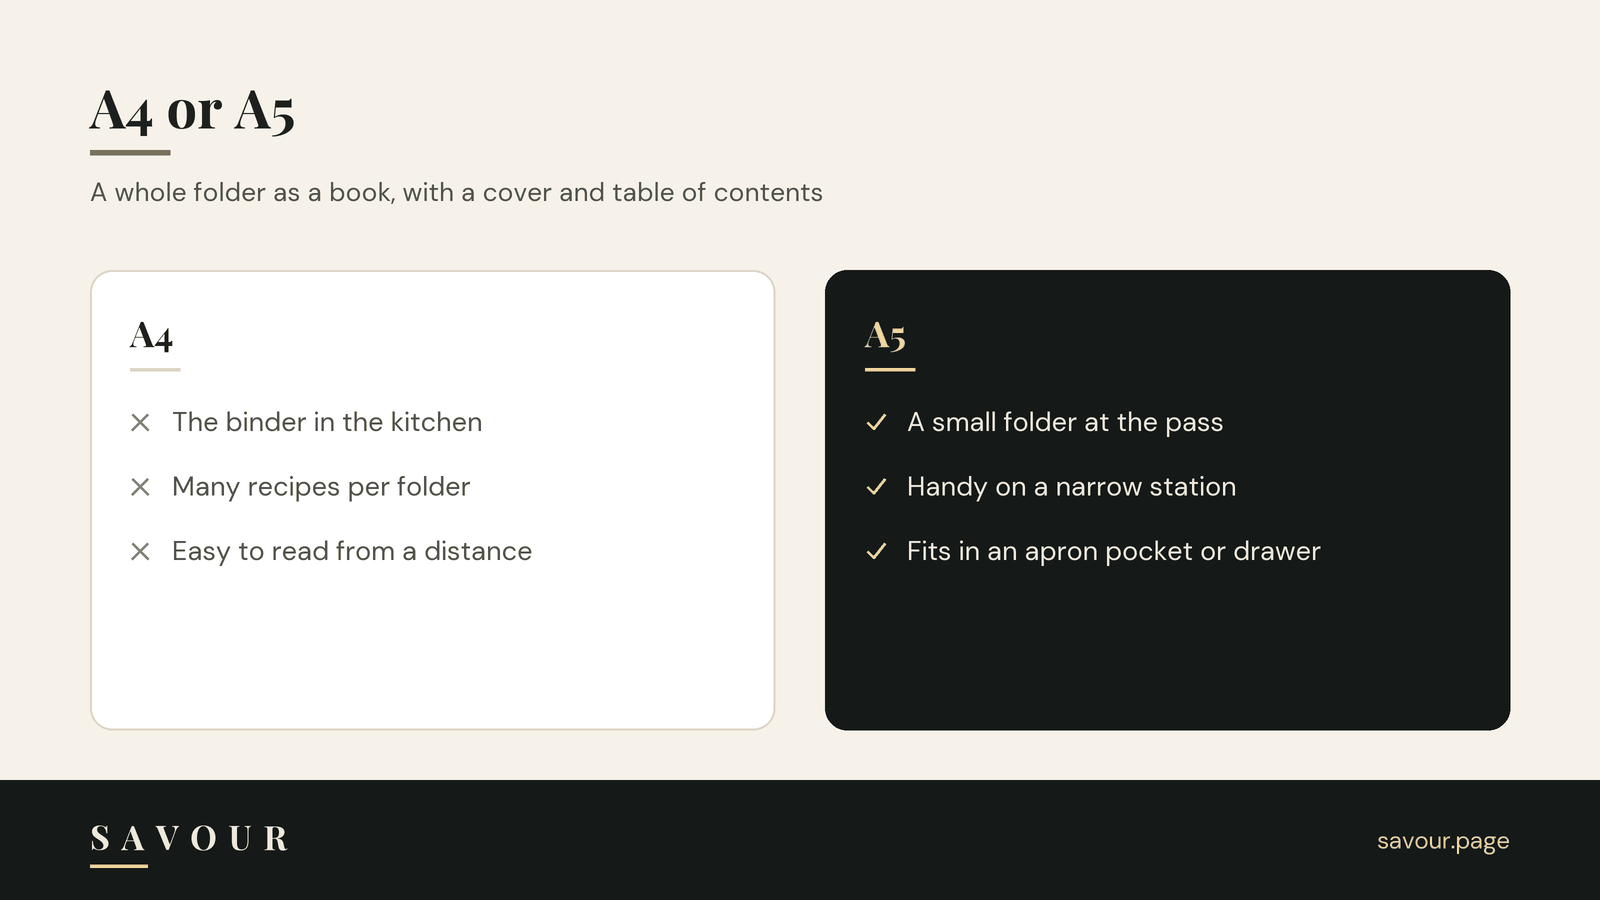 A4 or A5
A whole folder as a book, with a cover and table of contents
A4
The binder in the kitchen
Many recipes per folder
Easy to read from a distance
A5
A small folder at the pass
Handy on a narrow station
Fits in an apron pocket or drawer
SAVOUR
savour.page